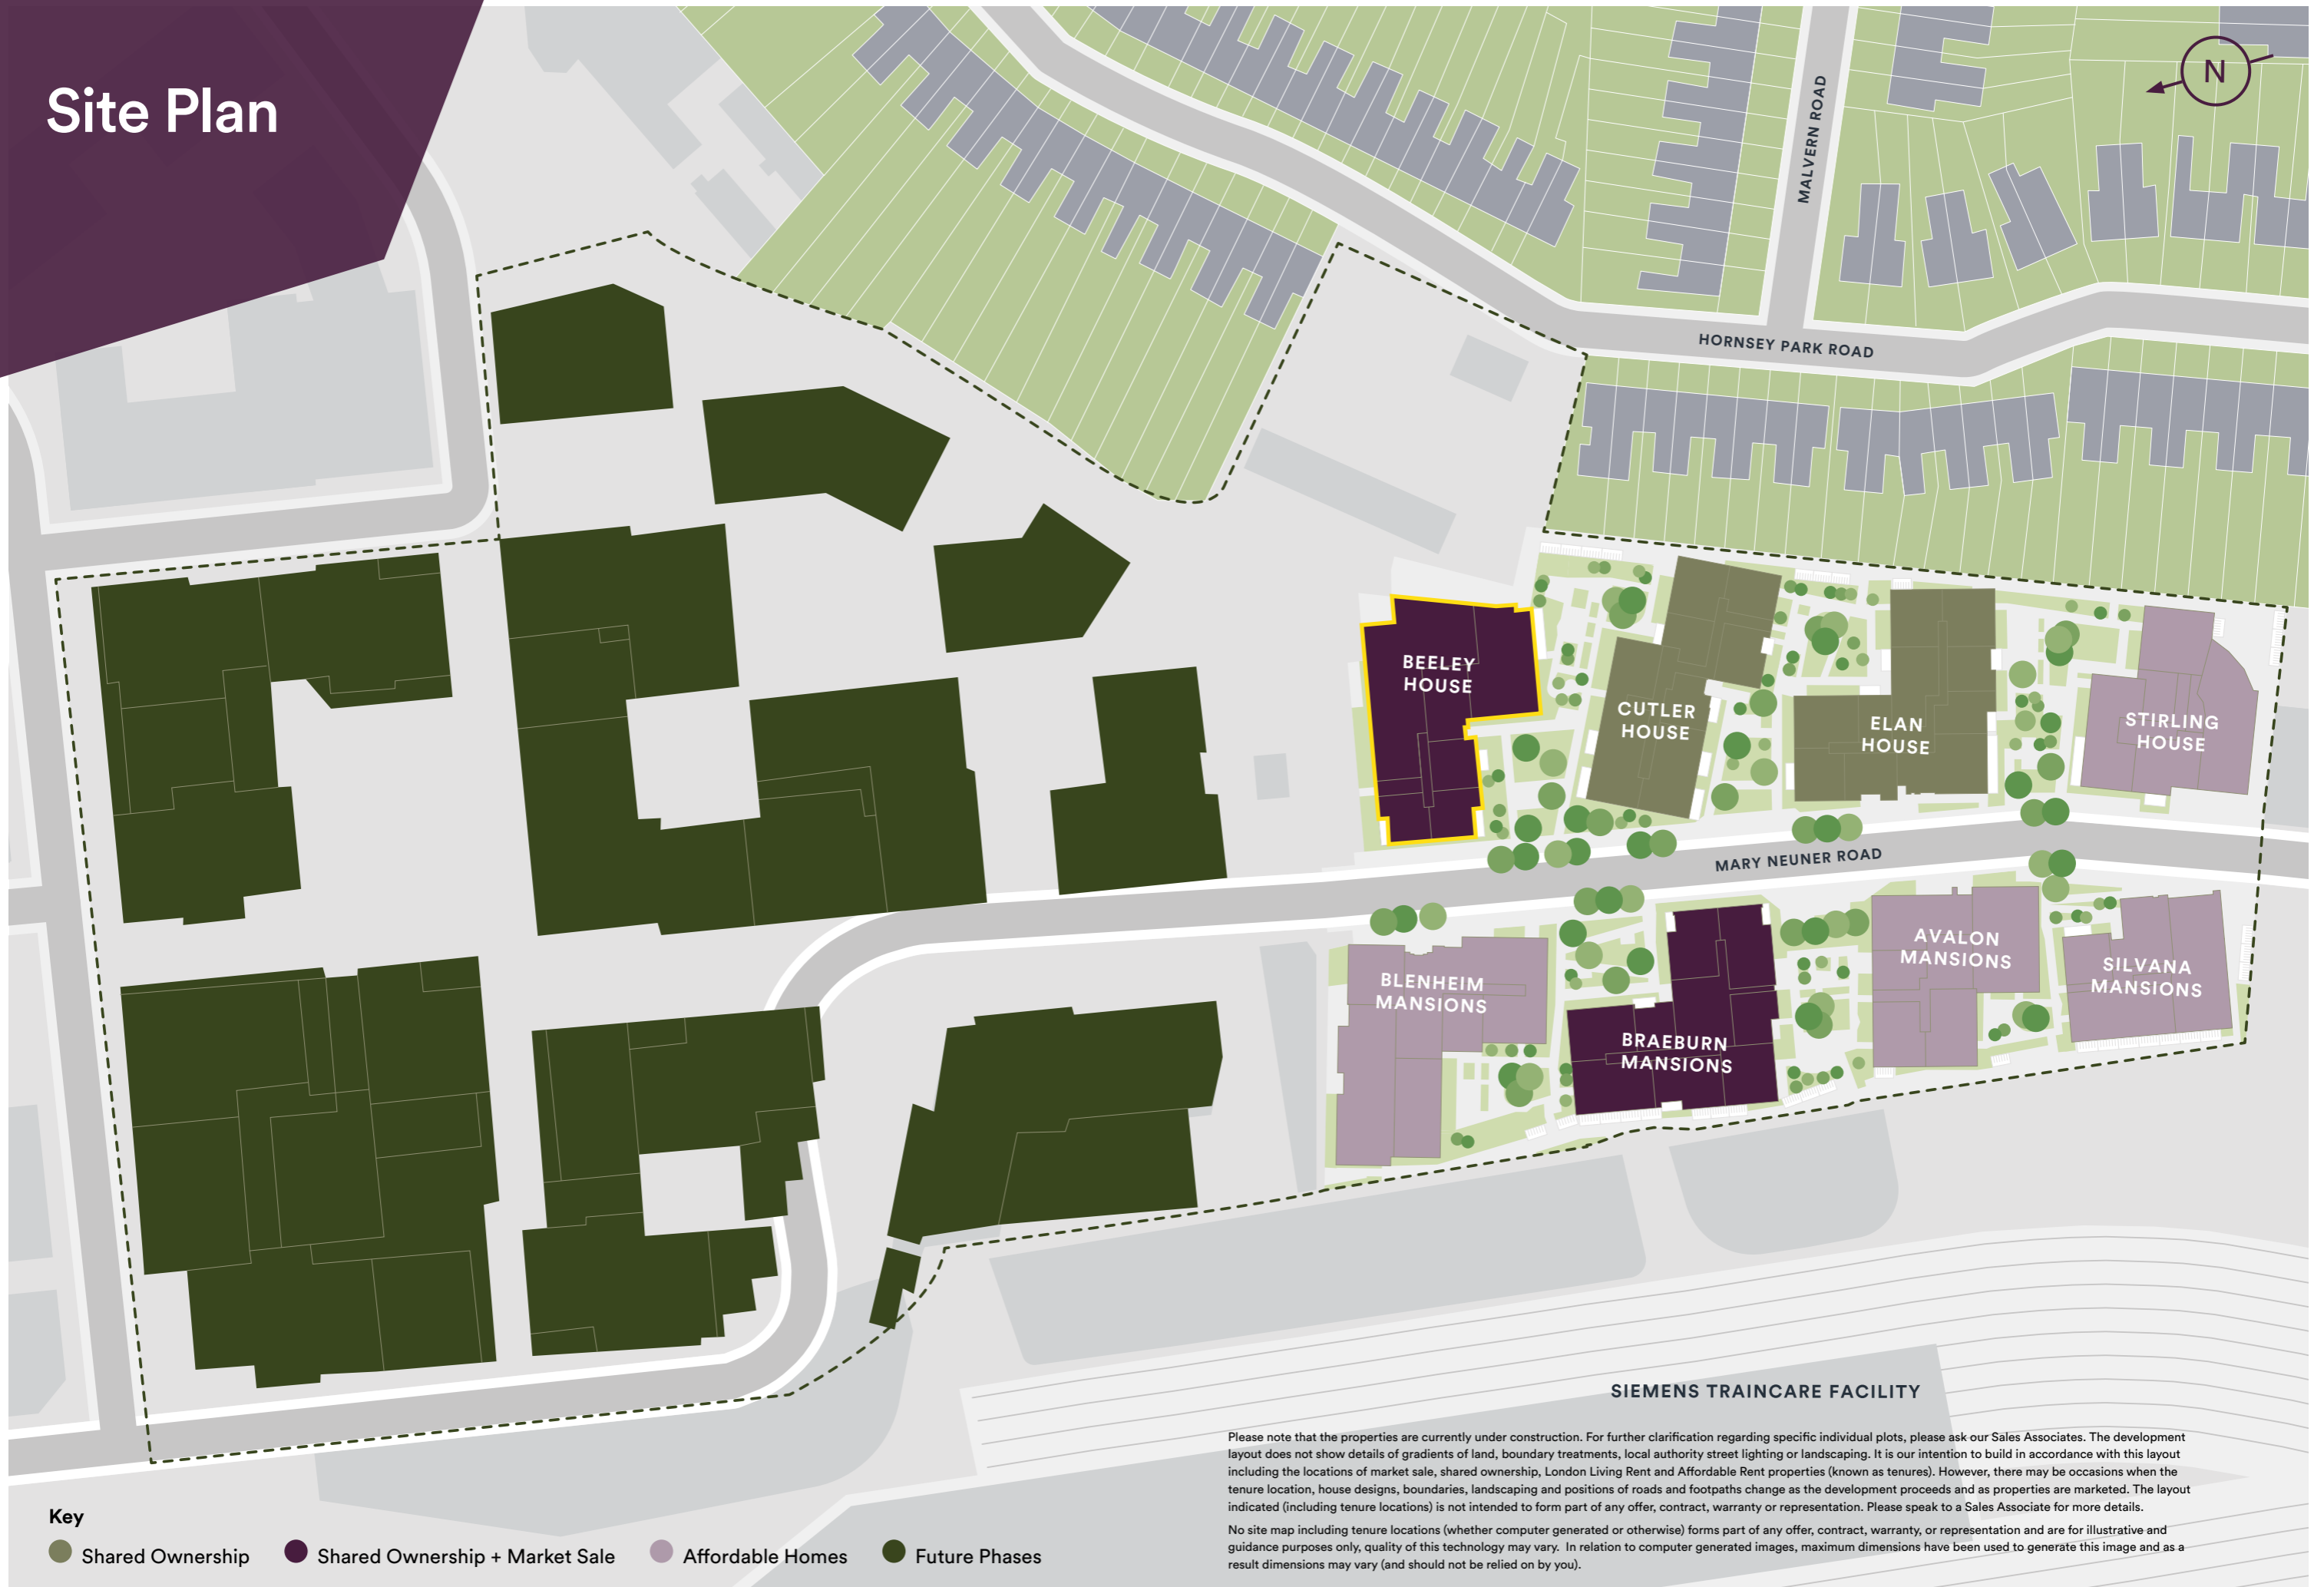 Site Plan
N
MALVERN ROAD
HORNSEY PARK ROAD
BEELEY
HOUSE
CUTLER
HOUSE
ELAN
HOUSE
STIRLING
HOUSE
MARY NEUNER ROAD
BLENHEIM
MANSIONS
BRAEBURN
MANSIONS
AVALON
MANSIONS
SILVANA
MANSIONS
SIEMENS TRAINCARE FACILITY
Please note that the properties are currently under construction. For further clarification regarding specific individual plots, please ask our Sales Associates. The development
layout does not show details of gradients of land, boundary treatments, local authority street lighting or landscaping. It is our intention to build in accordance with this layout
including the locations of market sale, shared ownership, London Living Rent and Affordable Rent properties (known as tenures). However, there may be occasions when the
tenure location, house designs, boundaries, landscaping and positions of roads and footpaths change as the development proceeds and as properties are marketed. The layout
indicated (including tenure locations) is not intended to form part of any offer, contract, warranty or representation. Please speak to a Sales Associate for more details.
No site map including tenure locations (whether computer generated or otherwise) forms part of any offer, contract, warranty, or representation and are for illustrative and
guidance purposes only, quality of this technology may vary. In relation to computer generated images, maximum dimensions have been used to generate this image and as a
result dimensions may vary (and should not be relied on by you).
Key
Shared Ownership
Shared Ownership + Market Sale
Affordable Homes
Future Phases